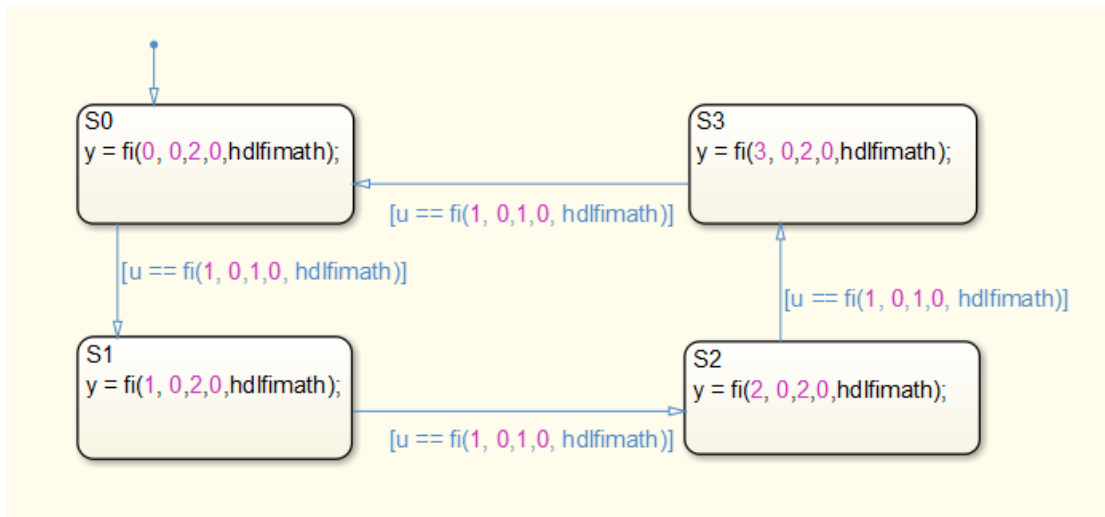 S0
y = fi(0, 0,2,0,hdlfimath);
S3
y = fi(3, 0,2,0,hdlfimath);
[u == fi(1, 0,1,0, hdlfimath)]
[u == fi(1, 0,1,0, hdlfimath)]
[u == fi(1, 0,1,0, hdlfimath)]
S1
y = fi(1, 0,2,0,hdlfimath);
S2
y = fi(2, 0,2,0,hdlfimath);
[u == fi(1, 0,1,0, hdlfimath)]